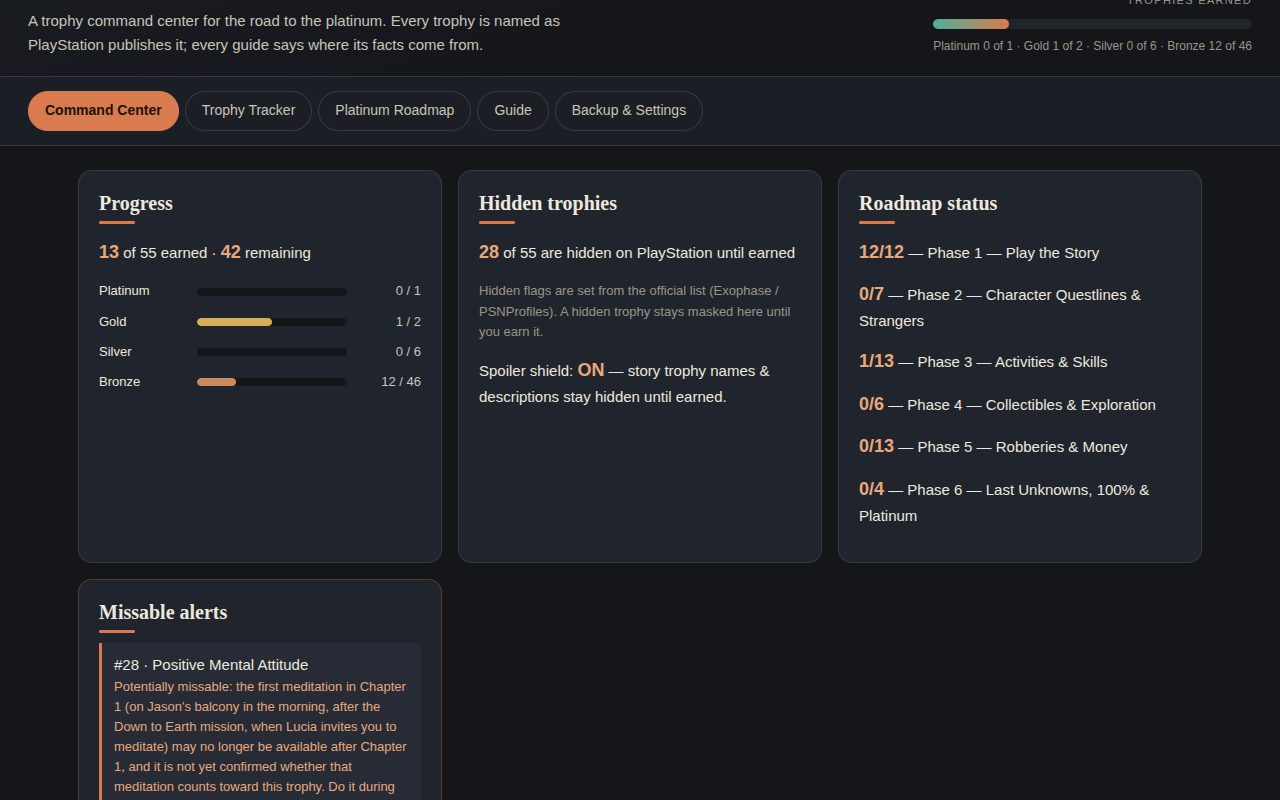 TROPHIES EARNED
A trophy command center for the road to the platinum. Every trophy is named as
PlayStation publishes it; every guide says where its facts come from.
Platinum 0 of 1 · Gold 1 of 2 · Silver 0 of 6 · Bronze 12 of 46
Command Center
Trophy Tracker
Platinum Roadmap
Guide
Backup & Settings
Progress
13 of 55 earned · 42 remaining
Platinum 0 / 1
Gold 1 / 2
Silver 0 / 6
Bronze 12 / 46
Hidden trophies
28 of 55 are hidden on PlayStation until earned
Hidden flags are set from the official list (Exophase /
PSNProfiles). A hidden trophy stays masked here until
you earn it.
Spoiler shield: ON — story trophy names &
descriptions stay hidden until earned.
Roadmap status
12/12 — Phase 1 — Play the Story
0/7 — Phase 2 — Character Questlines &
Strangers
1/13 — Phase 3 — Activities & Skills
0/6 — Phase 4 — Collectibles & Exploration
0/13 — Phase 5 — Robberies & Money
0/4 — Phase 6 — Last Unknowns, 100% &
Platinum
Missable alerts
#28 · Positive Mental Attitude
Potentially missable: the first meditation in Chapter
1 (on Jason's balcony in the morning, after the
Down to Earth mission, when Lucia invites you to
meditate) may no longer be available after Chapter
1, and it is not yet confirmed whether that
meditation counts toward this trophy. Do it during